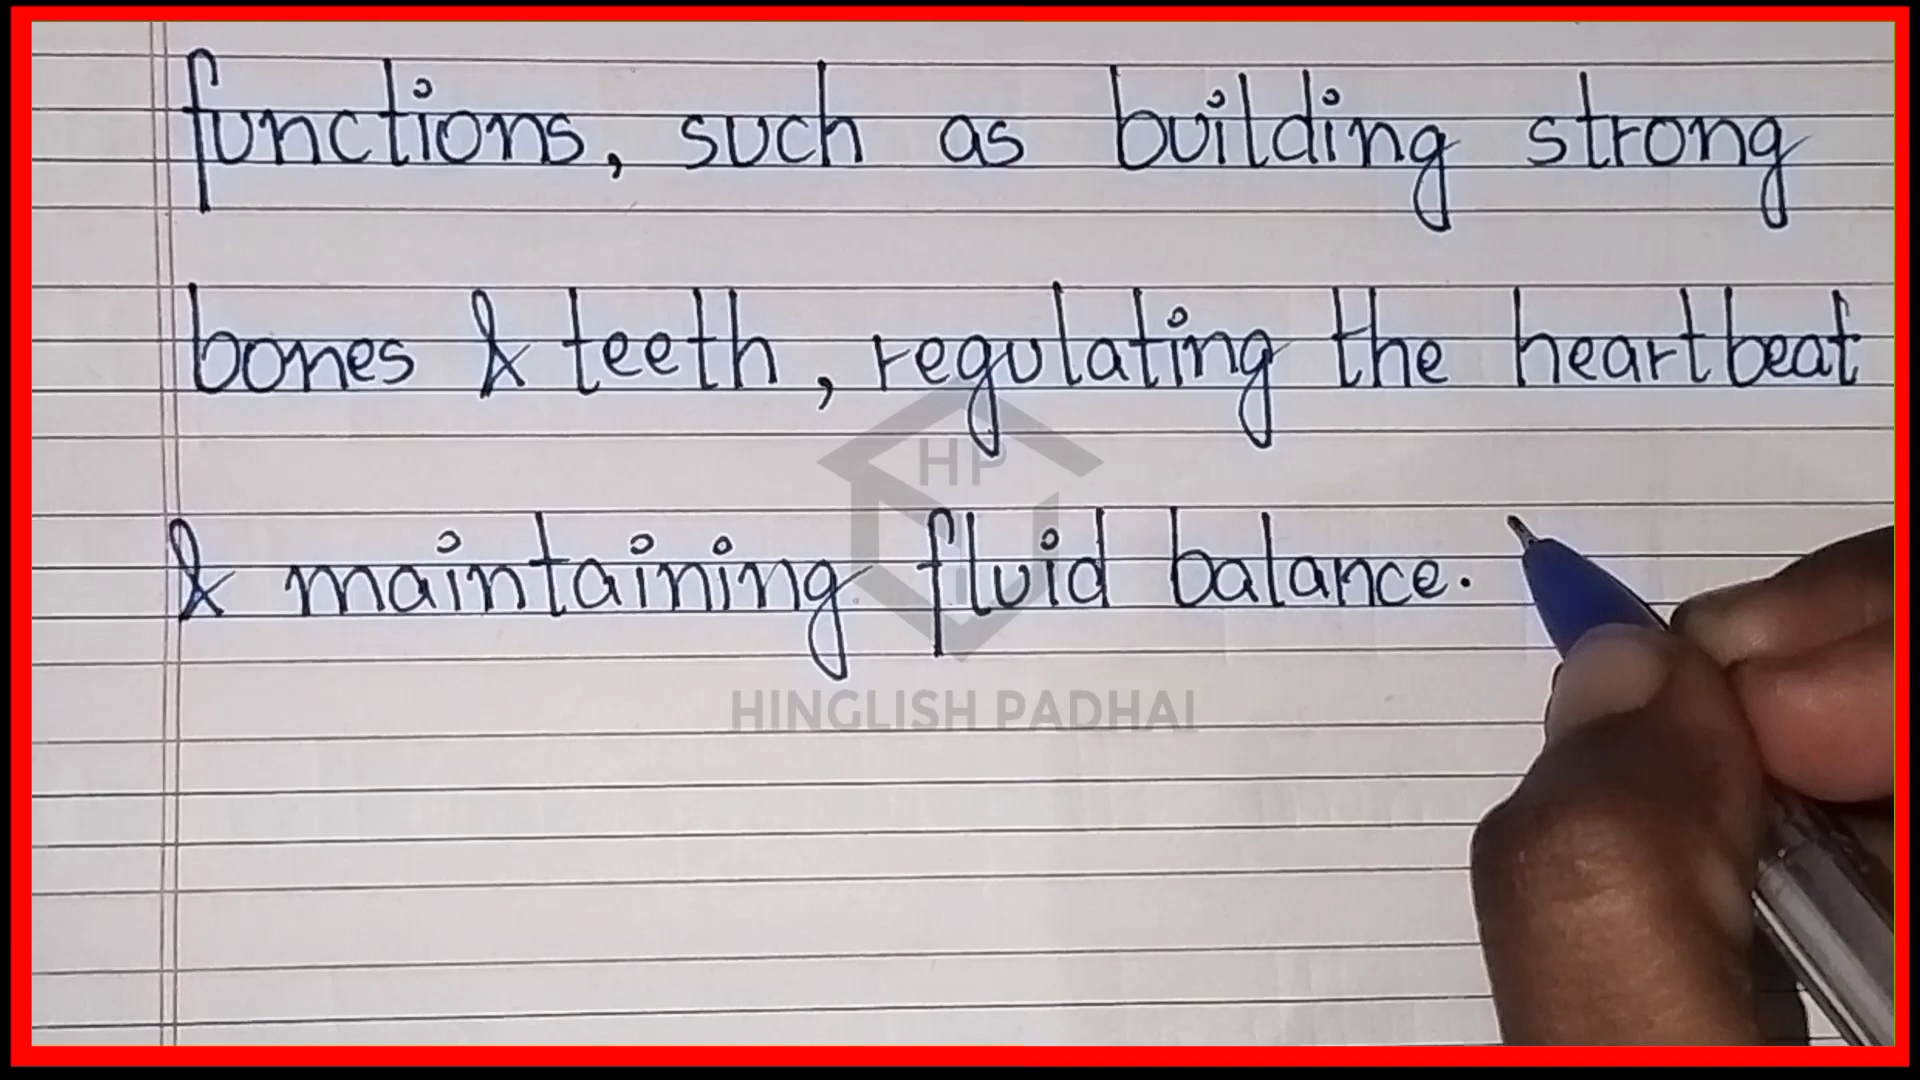 functions, such as building strong
bones & teeth, regulating the heartbeat
& maintaining fluid balance.
HP
HINGLISH PADHAI